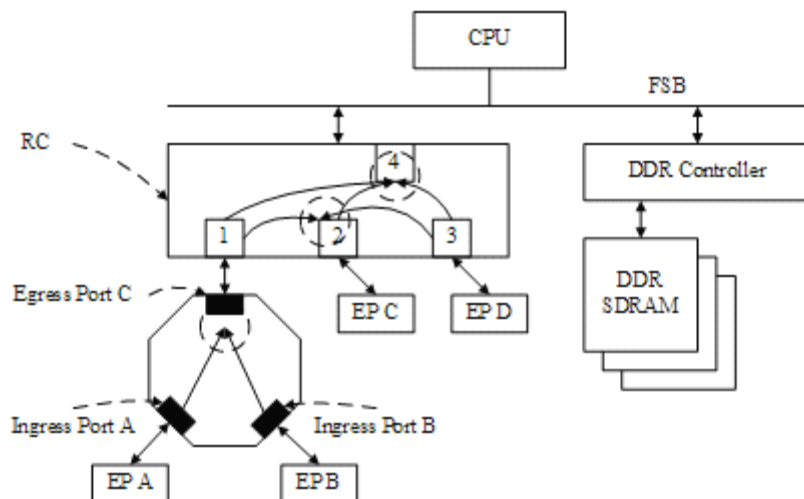 CPU
FSB
RC
4
DDR Controller
1
2
3
DDR
SDRAM
Egress Port C
EP C
EP D
Ingress Port A
Ingress Port B
EP A
EP B